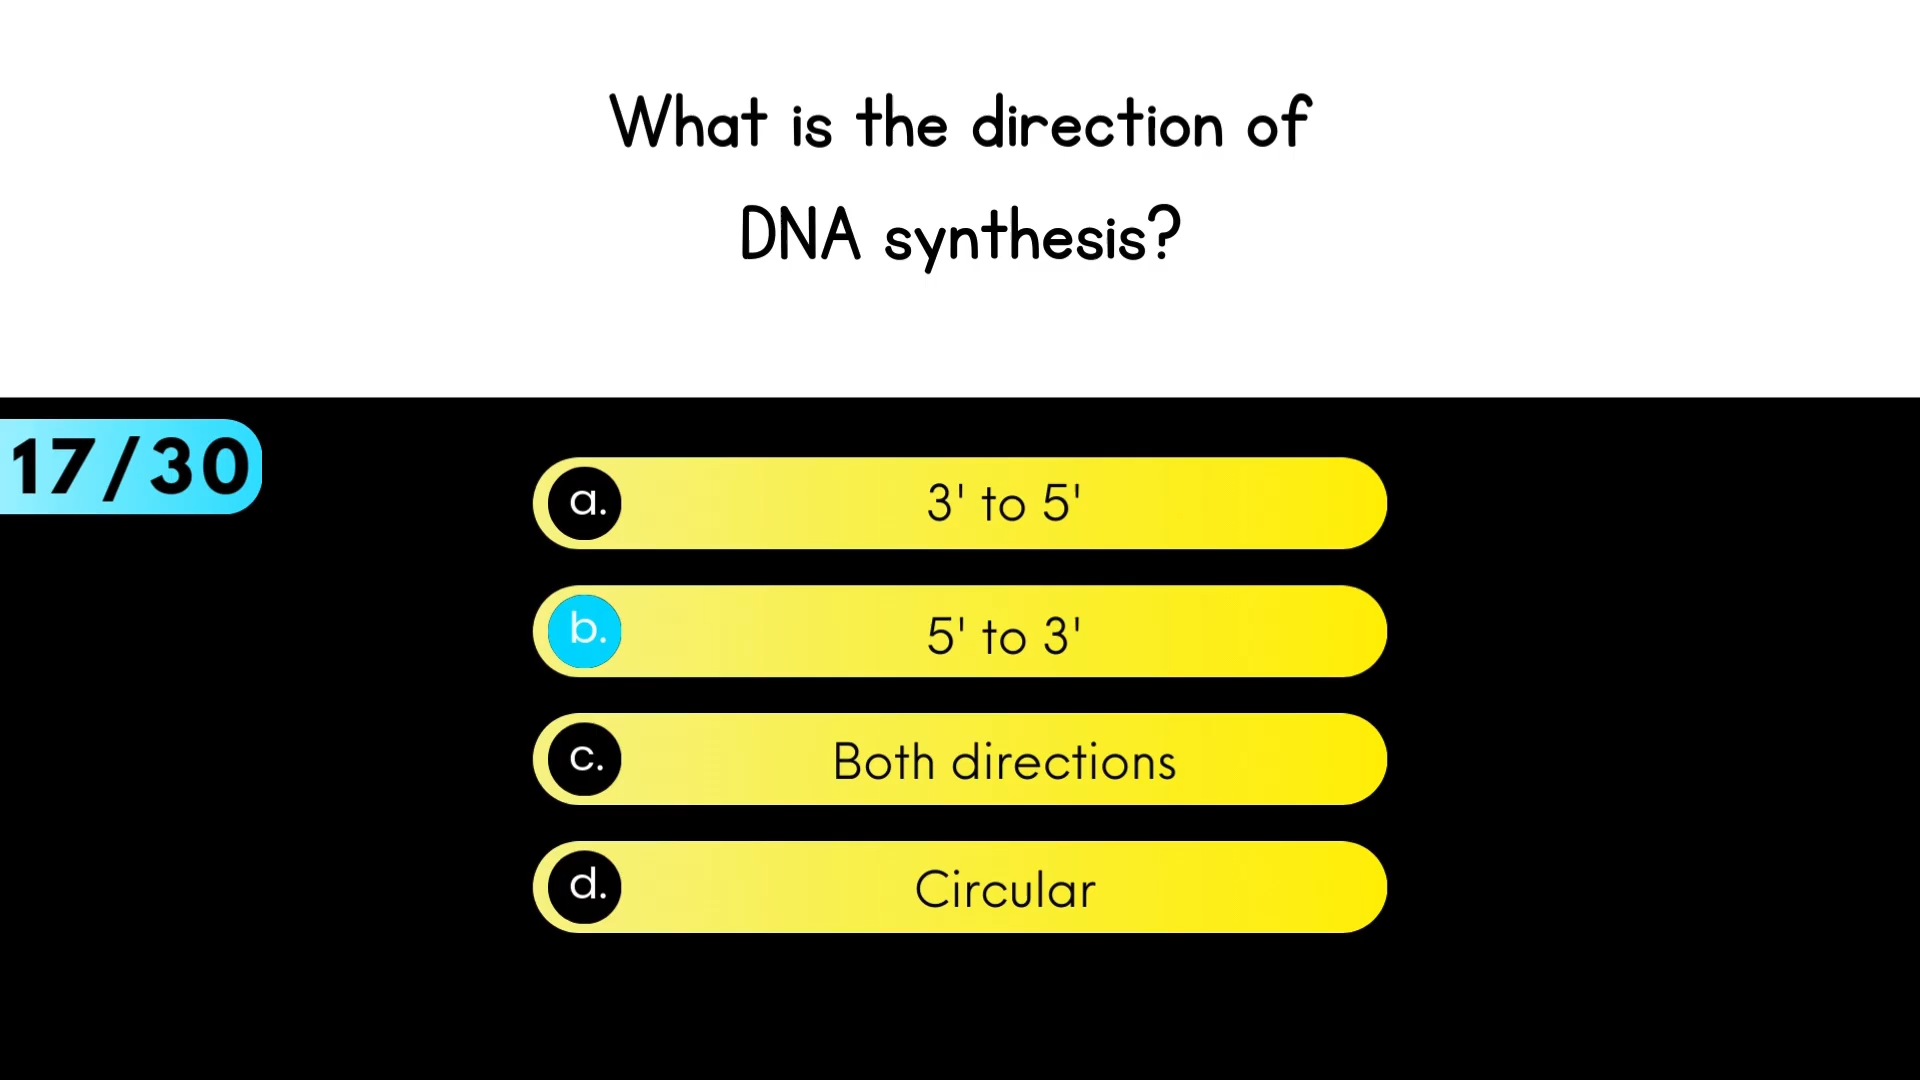 What is the direction of
DNA synthesis?
17/30
a. 3' to 5'
b. 5' to 3'
c. Both directions
d. Circular